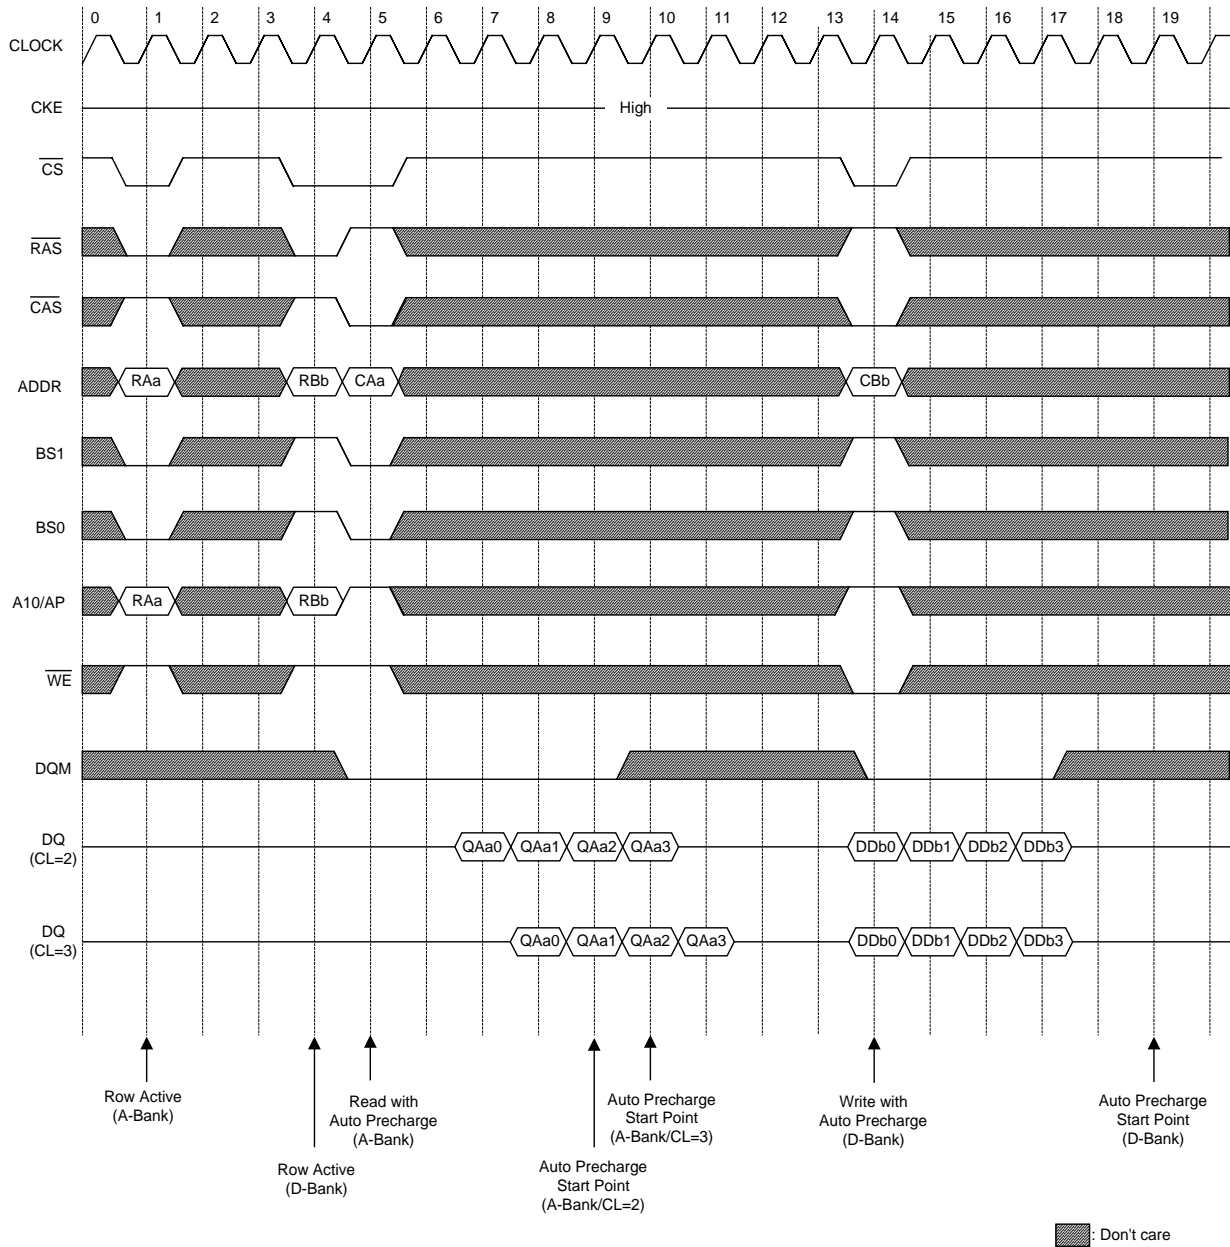 0 1 2 3 4 5 6 7 8 9 10 11 12 13 14 15 16 17 18 19
CLOCK
CKE
High
CS
RAS
CAS
ADDR
RAa
RBb
CAa
CBb
BS1
BS0
A10/AP
RAa
RBb
WE
DQM
DQ
(CL=2)
QAa0 QAa1 QAa2 QAa3 DDb0 DDb1 DDb2 DDb3
DQ
(CL=3)
QAa0 QAa1 QAa2 QAa3 DDb0 DDb1 DDb2 DDb3
Row Active
(A-Bank)
Row Active
(D-Bank)
Read with
Auto Precharge
(A-Bank)
Auto Precharge
Start Point
(A-Bank/CL=2)
Auto Precharge
Start Point
(A-Bank/CL=3)
Write with
Auto Precharge
(D-Bank)
Auto Precharge
Start Point
(D-Bank)
: Don't care